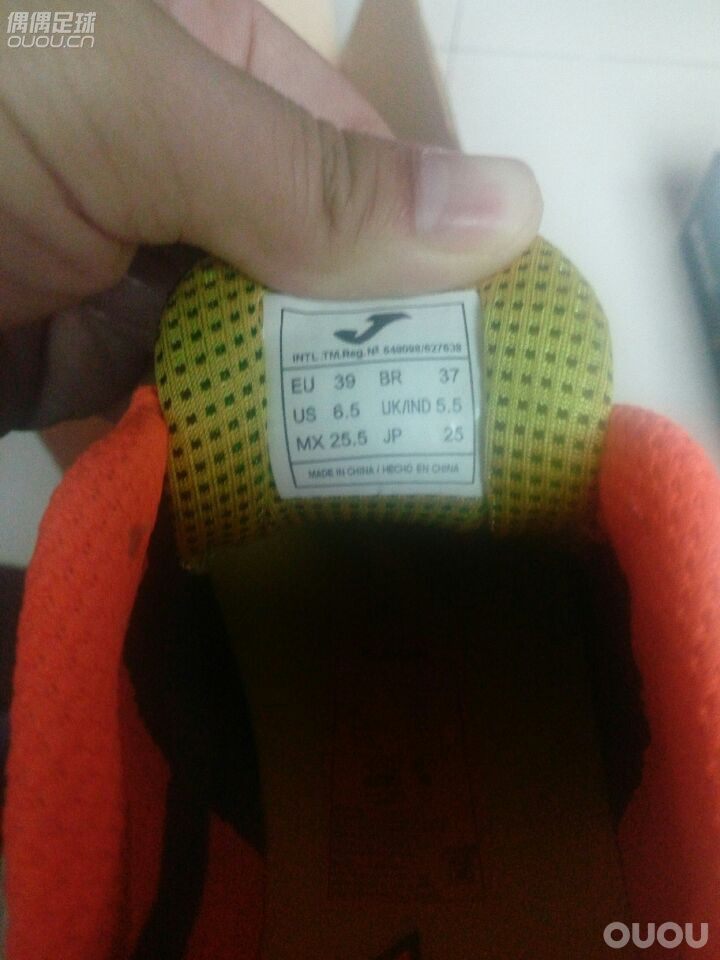 偶偶足球
OUOU.CN
INTL.TM.Reg.Nº 649098/627638
EU 39 BR 37
US 6.5 UK/IND 5.5
MX 25.5 JP 25
MADE IN CHINA / HECHO EN CHINA
OUOU